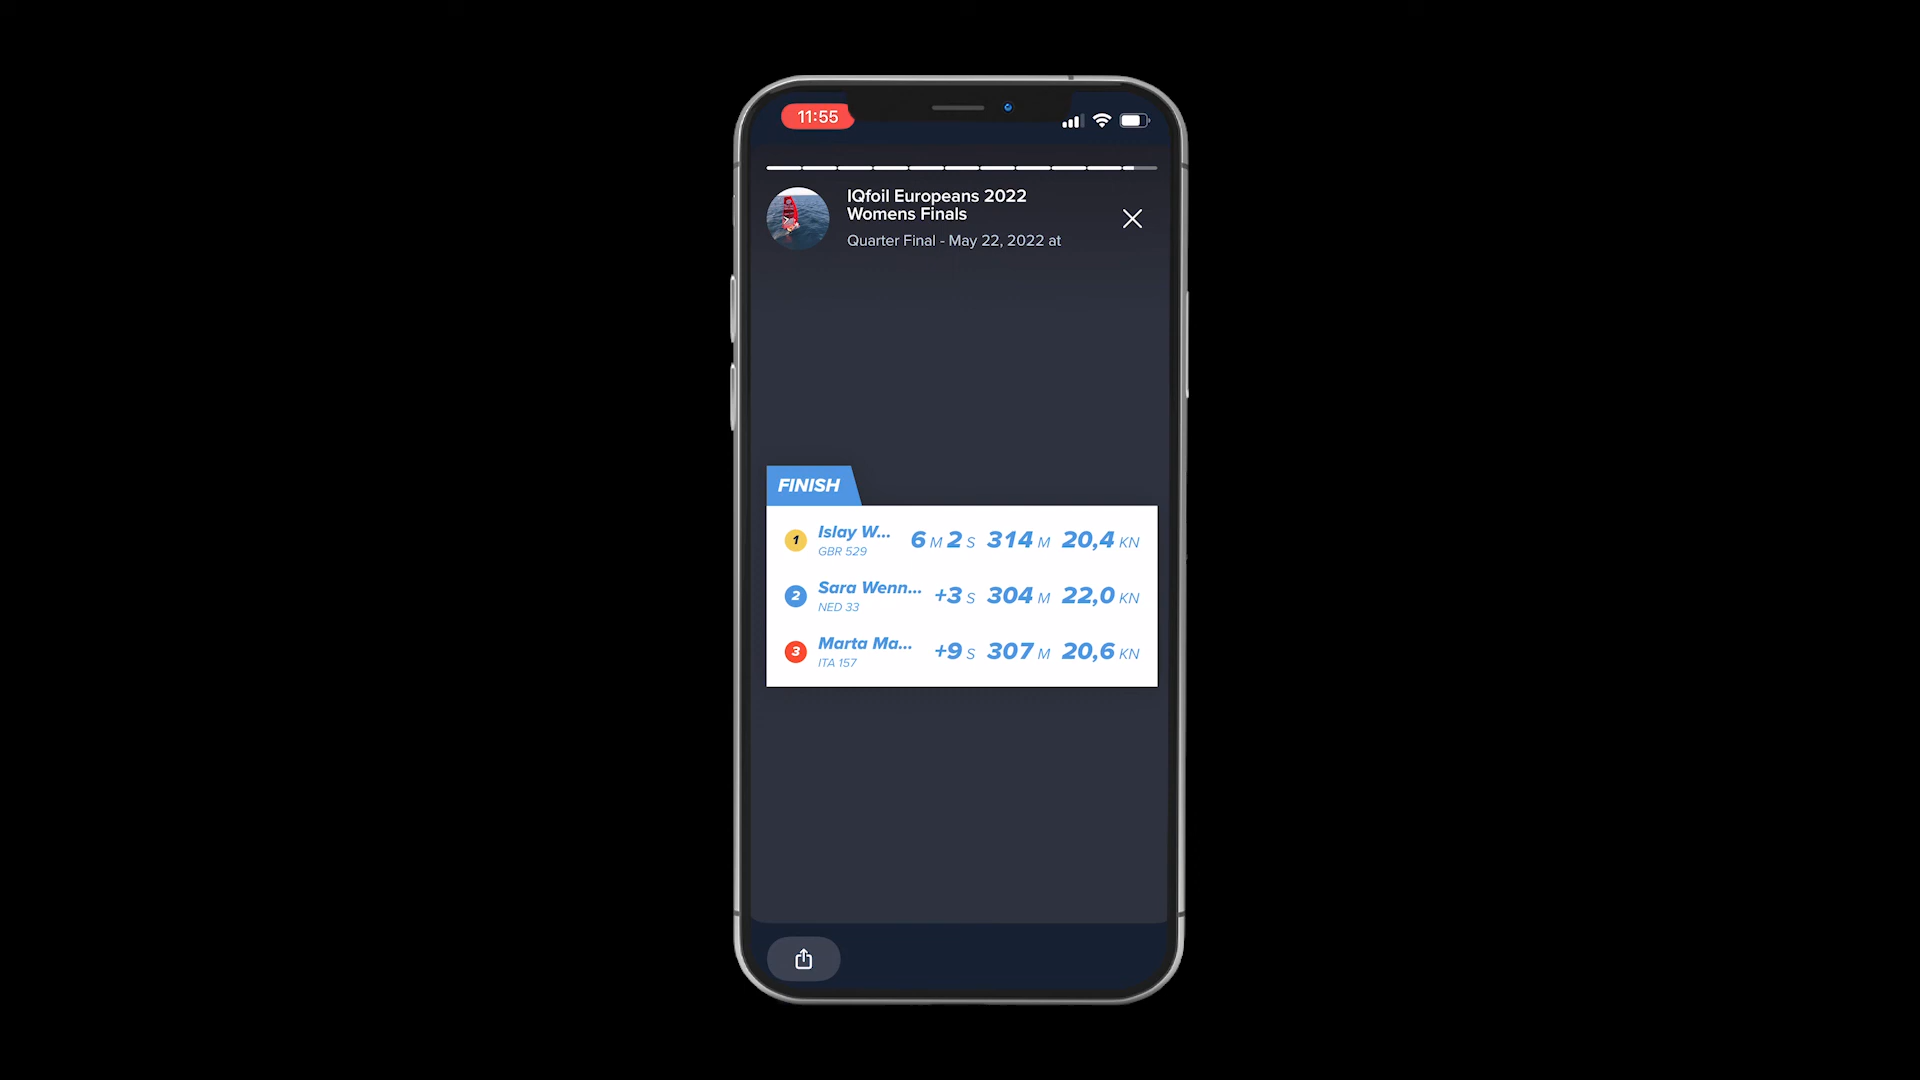 11:55
IQfoil Europeans 2022
Womens Finals
Quarter Final - May 22, 2022 at
FINISH
1 Islay W... 6 M 2 S 314 M 20,4 KN
GBR 529
2 Sara Wenn... +3 S 304 M 22,0 KN
NED 33
3 Marta Ma... +9 S 307 M 20,6 KN
ITA 157